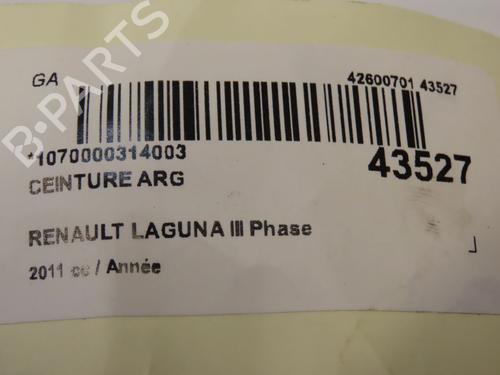 GA
42600701 43527
*1070000314003
43527
CEINTURE ARG
RENAULT LAGUNA III Phase
2011 cc / Année
B-PARTS